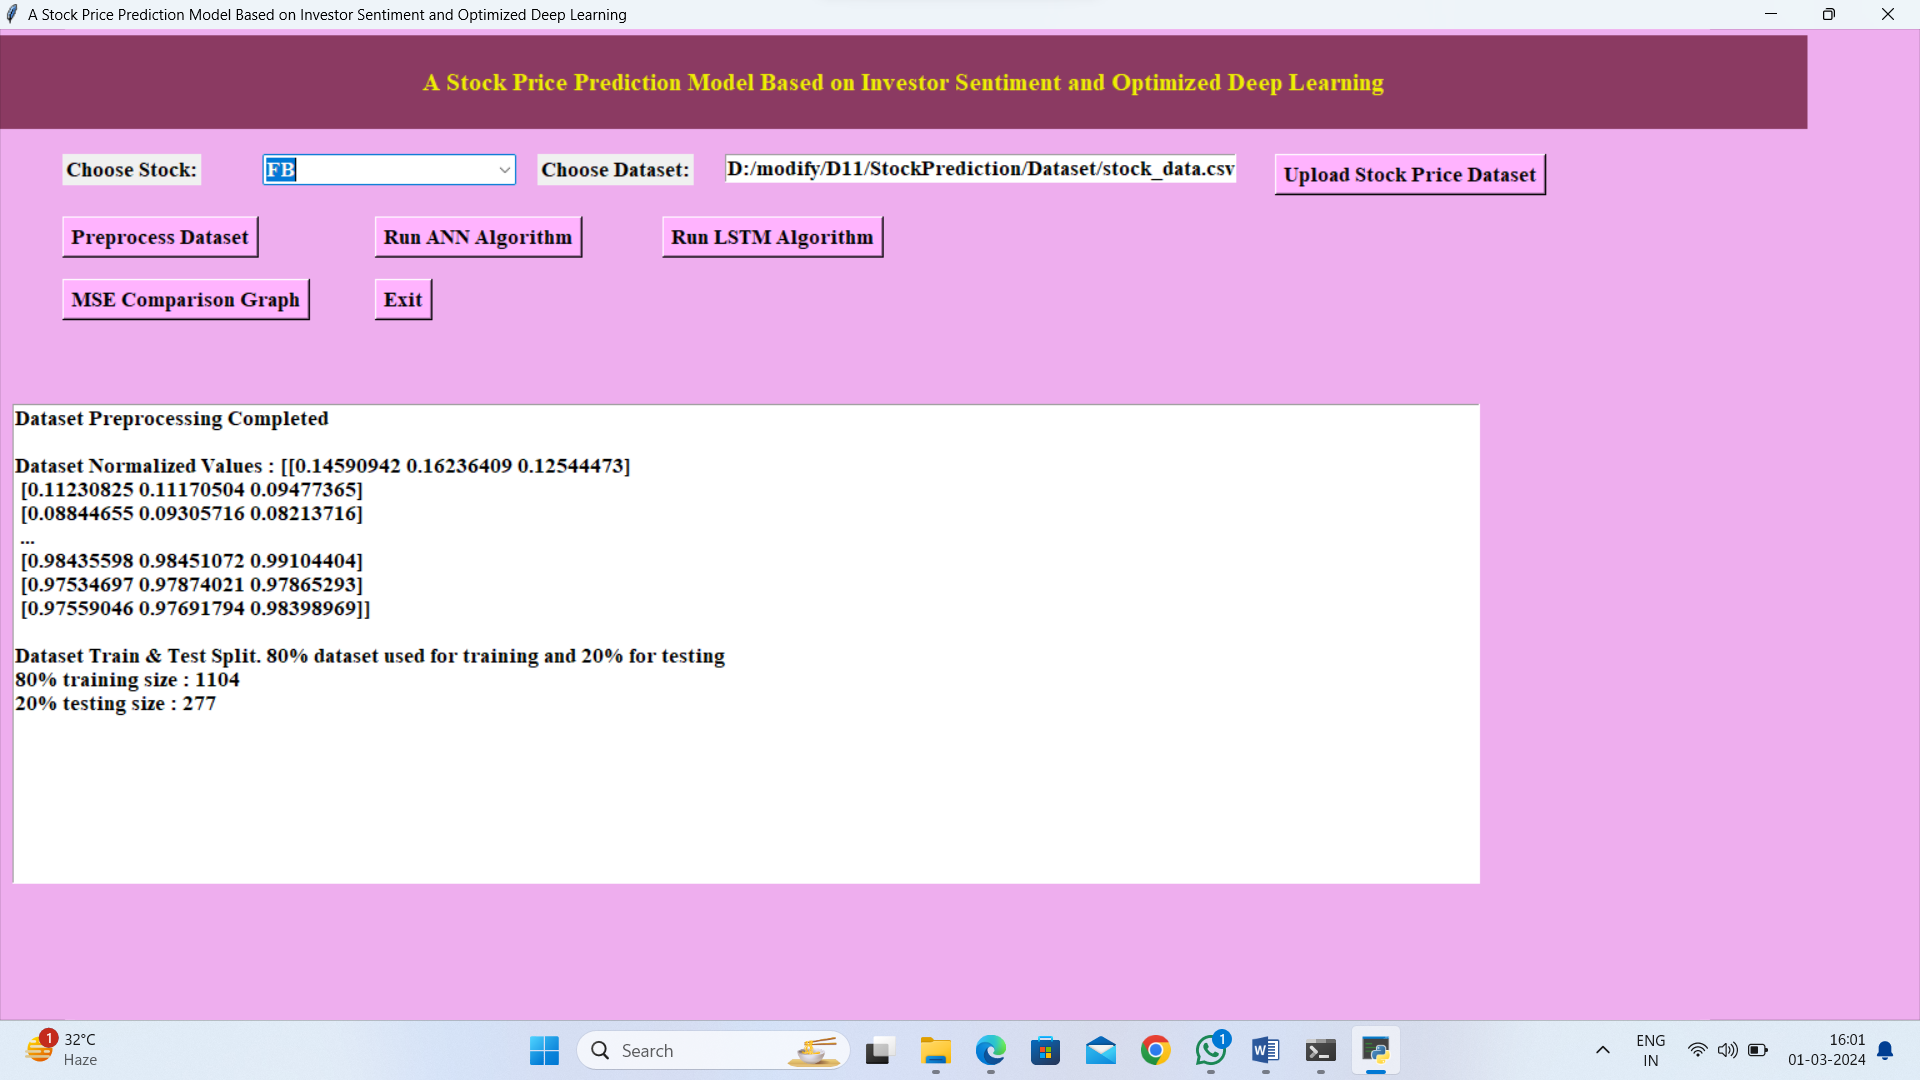 A Stock Price Prediction Model Based on Investor Sentiment and Optimized Deep Learning
A Stock Price Prediction Model Based on Investor Sentiment and Optimized Deep Learning
Choose Stock: FB Choose Dataset: D:/modify/D11/StockPrediction/Dataset/stock_data.csv Upload Stock Price Dataset
Preprocess Dataset Run ANN Algorithm Run LSTM Algorithm
MSE Comparison Graph Exit
Dataset Preprocessing Completed
Dataset Normalized Values : [[0.14590942 0.16236409 0.12544473]
[0.11230825 0.11170504 0.09477365]
[0.08844655 0.09305716 0.08213716]
...
[0.98435598 0.98451072 0.99104404]
[0.97534697 0.97874021 0.97865293]
[0.97559046 0.97691794 0.98398969]]
Dataset Train & Test Split. 80% dataset used for training and 20% for testing
80% training size : 1104
20% testing size : 277
1 32°C Search 1 ENG 16:01
Haze IN 01-03-2024